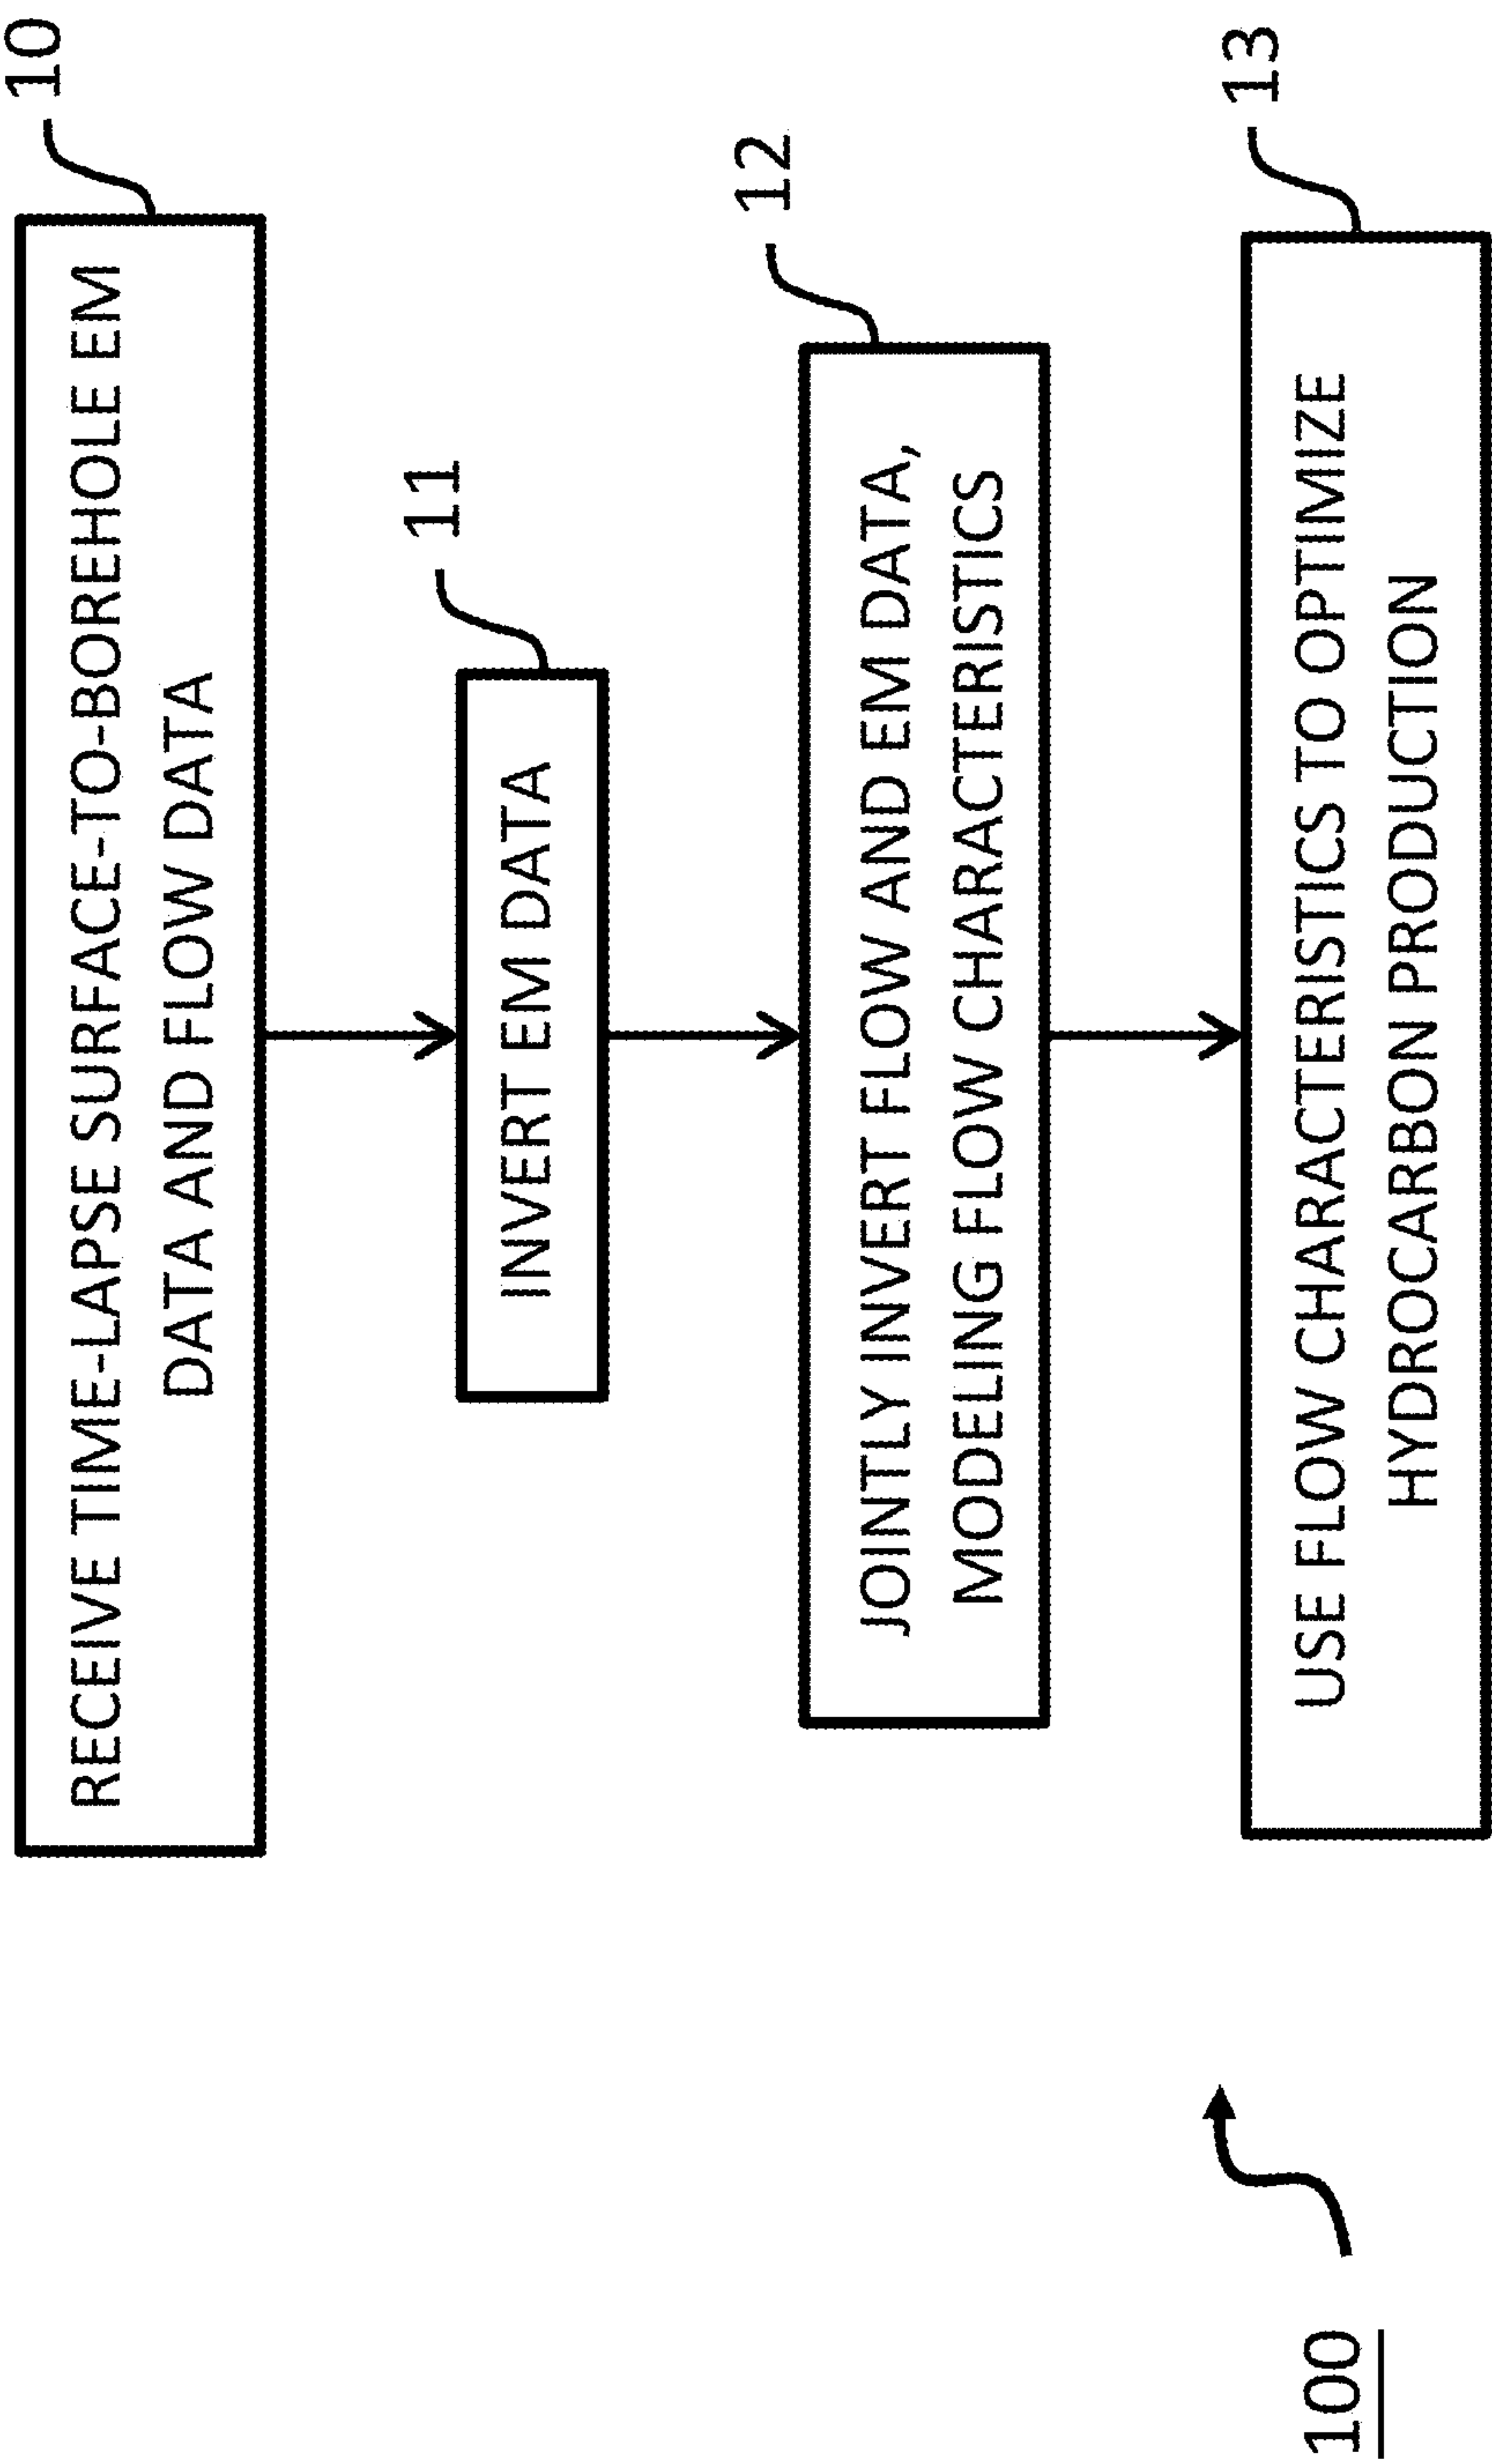 10
RECEIVE TIME-LAPSE SURFACE-TO-BOREHOLE EM
DATA AND FLOW DATA
11
INVERT EM DATA
12
JOINTLY INVERT FLOW AND EM DATA,
MODELING FLOW CHARACTERISTICS
13
USE FLOW CHARACTERISTICS TO OPTIMIZE
HYDROCARBON PRODUCTION
100